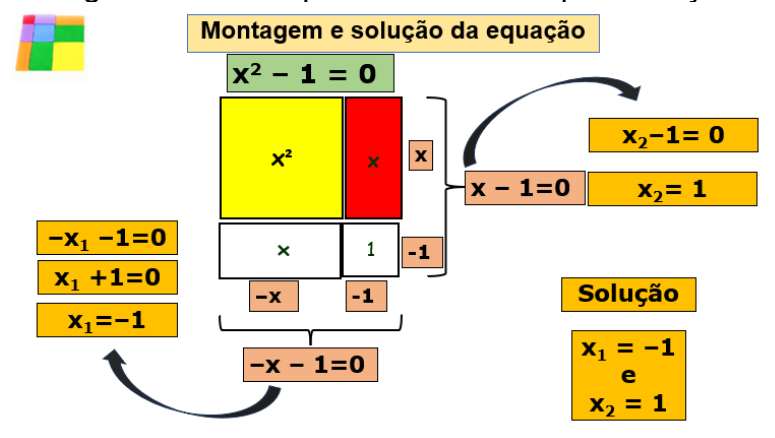 Montagem e solução da equação
x² – 1 = 0
x²
x
x
x – 1=0
x₂–1= 0
x₂= 1
x
1
-1
–x
-1
–x – 1=0
–x₁ –1=0
x₁ +1=0
x₁=–1
Solução
x₁ = –1
e
x₂ = 1